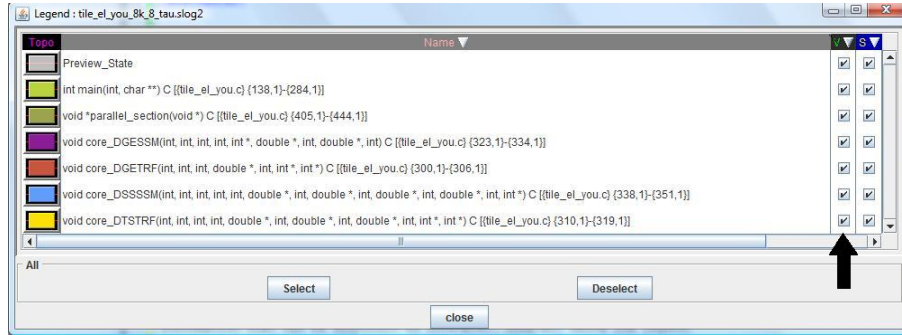 Legend : tile_el_you_8k_8_tau.slog2
Topo Name V S
Preview_State
int main(int, char **) C [{tile_el_you.c} {138,1}-{284,1}]
void *parallel_section(void *) C [{tile_el_you.c} {405,1}-{444,1}]
void core_DGESSM(int, int, int, int, int *, double *, int, double *, int) C [{tile_el_you.c} {323,1}-{334,1}]
void core_DGETRF(int, int, int, double *, int, int *, int *) C [{tile_el_you.c} {300,1}-{306,1}]
void core_DSSSSM(int, int, int, int, int, double *, int, double *, int, double *, int, double *, int, int *) C [{tile_el_you.c} {338,1}-{351,1}]
void core_DTSTRF(int, int, int, int, double *, int, double *, int, double *, int, int *, int *) C [{tile_el_you.c} {310,1}-{319,1}]
All
Select Deselect
close